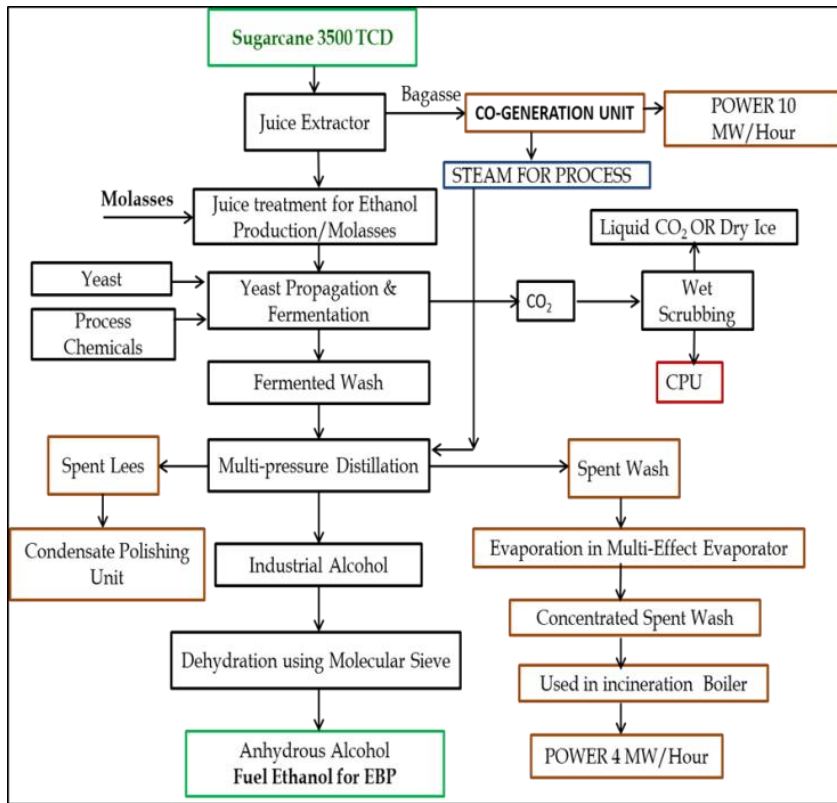 Sugarcane 3500 TCD
Bagasse
Juice Extractor
CO-GENERATION UNIT
POWER 10
MW/Hour
STEAM FOR PROCESS
Molasses
Juice treatment for Ethanol
Production/Molasses
Liquid CO₂ OR Dry Ice
Yeast
Yeast Propagation &
Fermentation
CO₂
Wet
Scrubbing
Process
Chemicals
Fermented Wash
CPU
Spent Lees
Multi-pressure Distillation
Spent Wash
Condensate Polishing
Unit
Industrial Alcohol
Evaporation in Multi-Effect Evaporator
Concentrated Spent Wash
Dehydration using Molecular Sieve
Used in incineration Boiler
Anhydrous Alcohol
Fuel Ethanol for EBP
POWER 4 MW/Hour